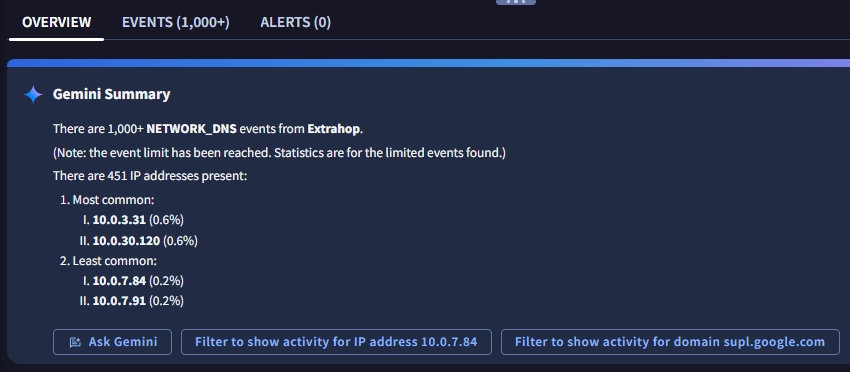 OVERVIEW EVENTS (1,000+) ALERTS (0)
Gemini Summary
There are 1,000+ NETWORK_DNS events from Extrahop.
(Note: the event limit has been reached. Statistics are for the limited events found.)
There are 451 IP addresses present:
1. Most common:
I. 10.0.3.31 (0.6%)
II. 10.0.30.120 (0.6%)
2. Least common:
I. 10.0.7.84 (0.2%)
II. 10.0.7.91 (0.2%)
Ask Gemini Filter to show activity for IP address 10.0.7.84 Filter to show activity for domain supl.google.com